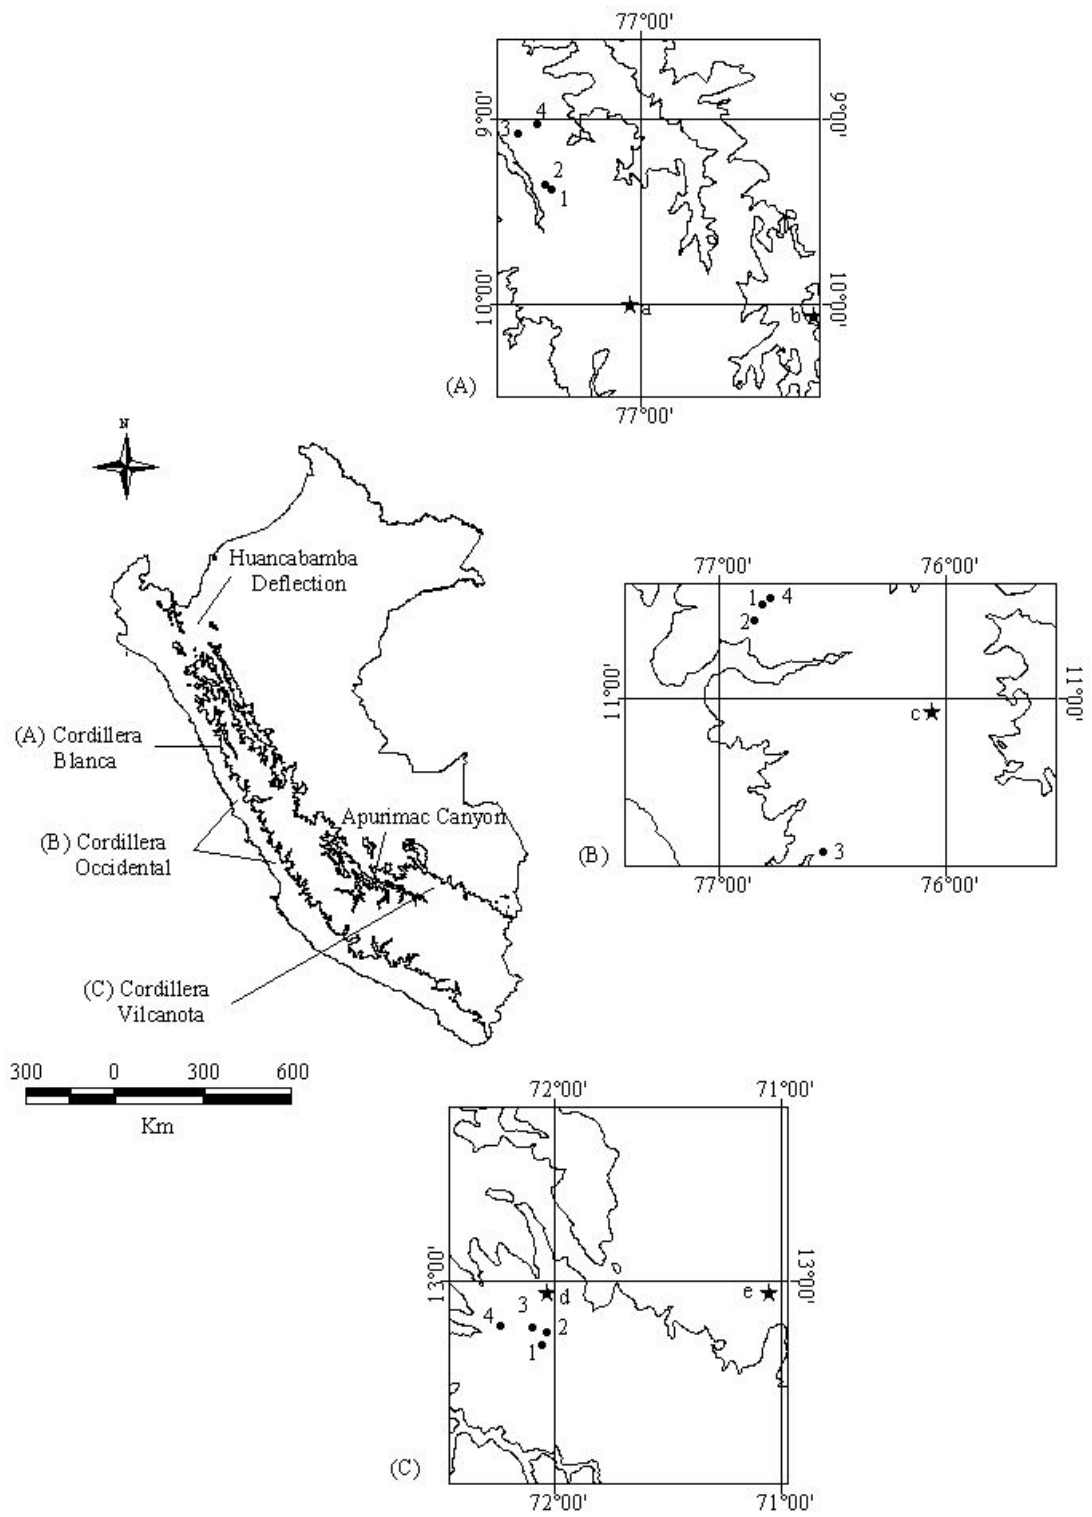 77°00'
9°00'
9°00'
4
3
2
1
10°00'
10°00'
a
b
(A)
77°00'
N
Huancabamba
Deflection
(A) Cordillera
Blanca
(B) Cordillera
Occidental
Apurimac Canyon
(C) Cordillera
Vilcanota
77°00'
76°00'
1
4
2
11°00'
11°00'
c
3
(B)
77°00'
76°00'
300
0
300
600
Km
72°00'
71°00'
13°00'
13°00'
d
e
3
4
2
1
(C)
72°00'
71°00'